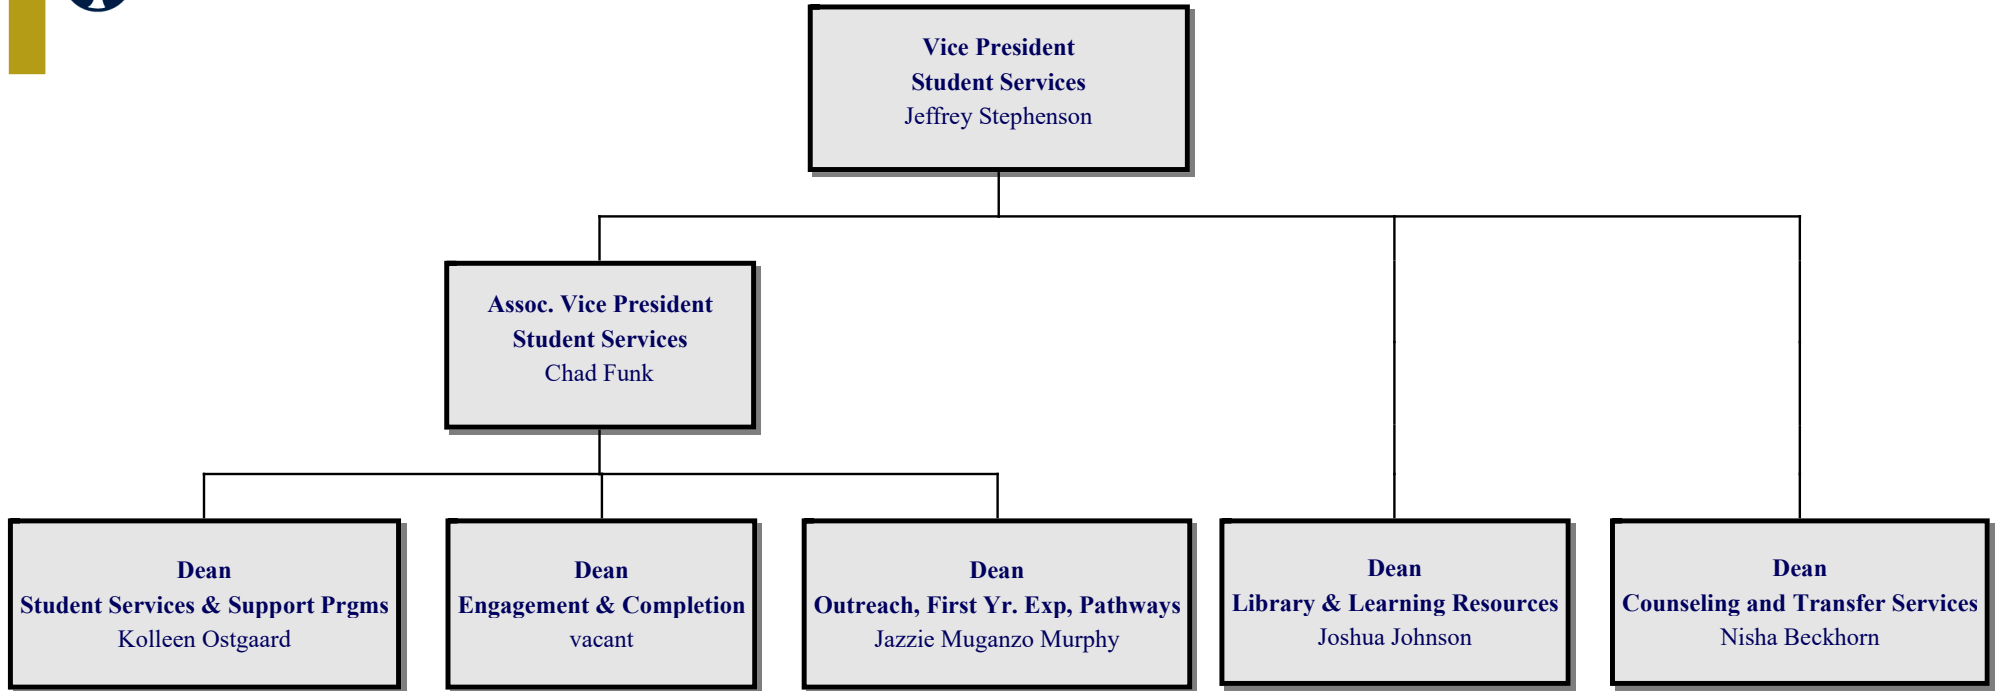 Vice President
Student Services
Jeffrey Stephenson
Assoc. Vice President
Student Services
Chad Funk
Dean
Student Services & Support Prgms
Kolleen Ostgaard
Dean
Engagement & Completion
vacant
Dean
Outreach, First Yr. Exp, Pathways
Jazzie Muganzo Murphy
Dean
Library & Learning Resources
Joshua Johnson
Dean
Counseling and Transfer Services
Nisha Beckhorn